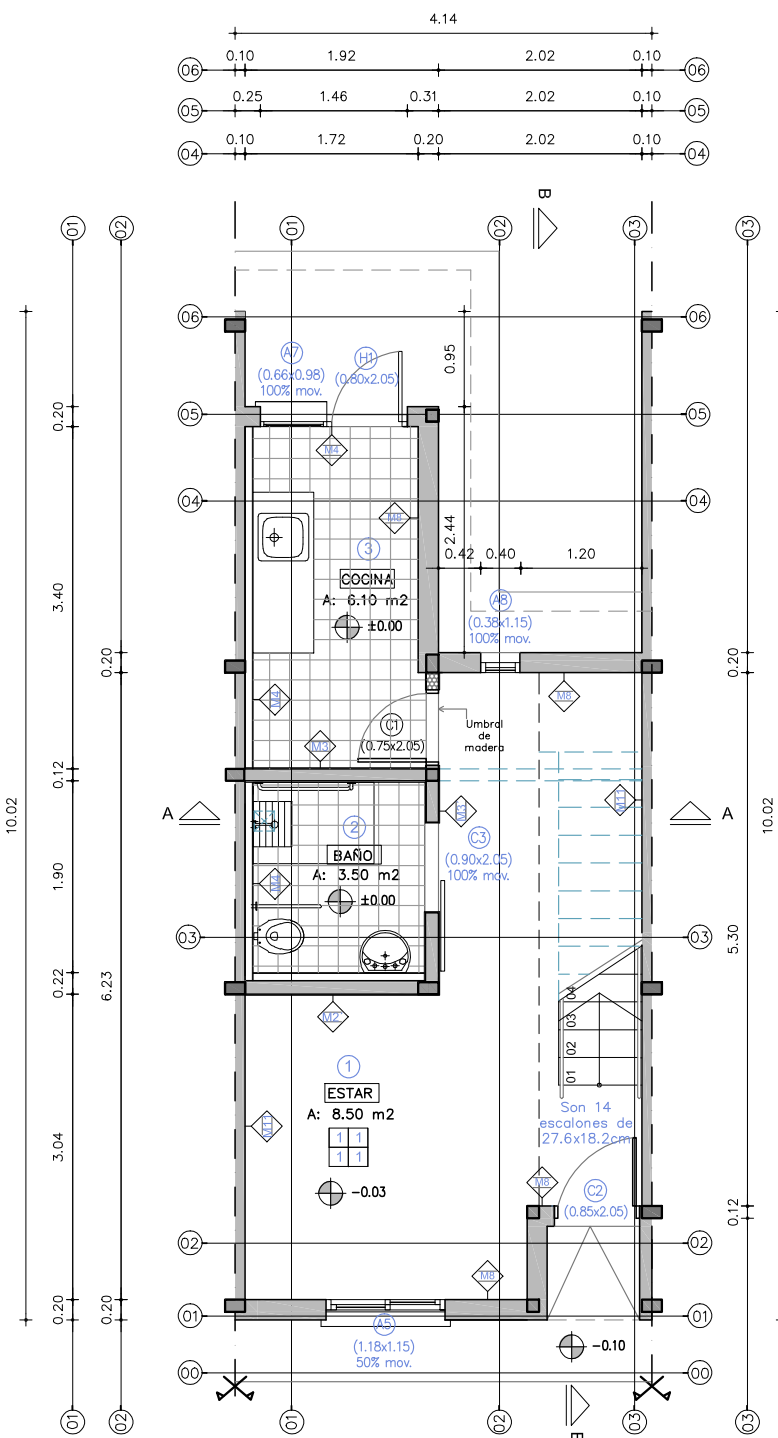 4.14
0.10 1.92 2.02 0.10
06 06
0.25 1.46 0.31 2.02 0.10
05 05
0.10 1.72 0.20 2.02 0.10
04 04
B
01 02 01 02 03 03
06 06
A7
(0.66x0.98)
100% mov.
H1
(0.80x2.05)
0.95
0.20
05 05
M4
04 04
M8
2.44
0.42 0.40 1.20
3
COCINA
A: 6.10 m2
±0.00
A8
(0.38x1.15)
100% mov.
3.40
0.20
0.20
M4
M8
C1
(0.75x2.05)
Umbral
de
madera
M3
0.12
M11
M3
A A
10.02
10.02
2
BAÑO
A: 3.50 m2
±0.00
C3
(0.90x2.05)
100% mov.
M4
1.90
03 03
5.30
0.22
6.23
M2
01 02 03 04
1
ESTAR
A: 8.50 m2
1 1
1 1
-0.03
Son 14
escalones de
27.6x18.2cm
M11
3.04
M8
C2
(0.85x2.05)
0.12
02 02
M8
0.20
0.20
01 01
A5
(1.18x1.15)
50% mov.
-0.10
00 00
01 02 01 02 03 03